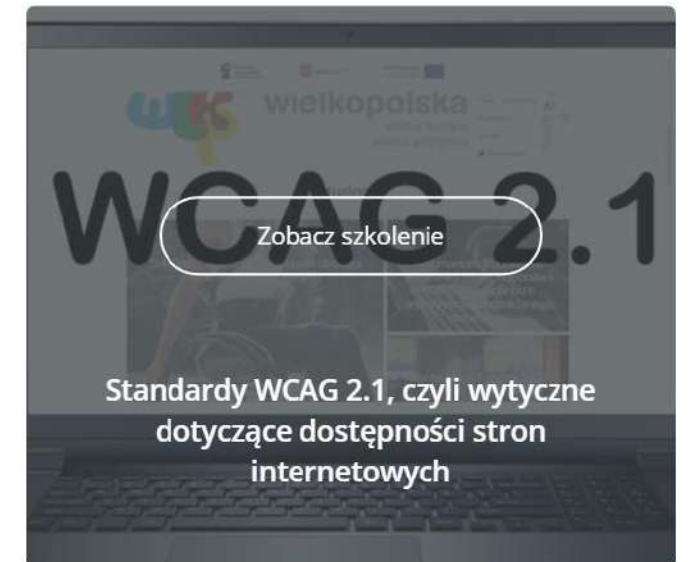 wielkopolska
WCAG 2.1
Zobacz szkolenie
Standardy WCAG 2.1, czyli wytyczne
dotyczące dostępności stron
internetowych